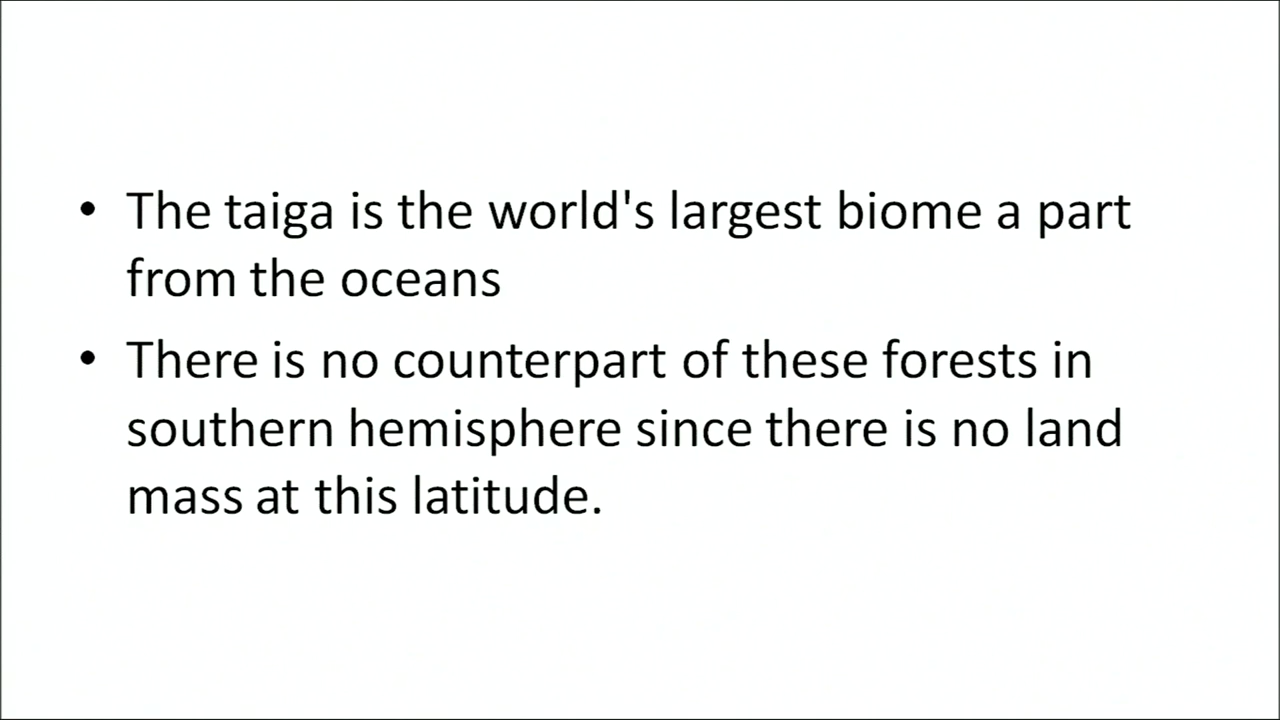 • The taiga is the world's largest biome a part
from the oceans
• There is no counterpart of these forests in
southern hemisphere since there is no land
mass at this latitude.